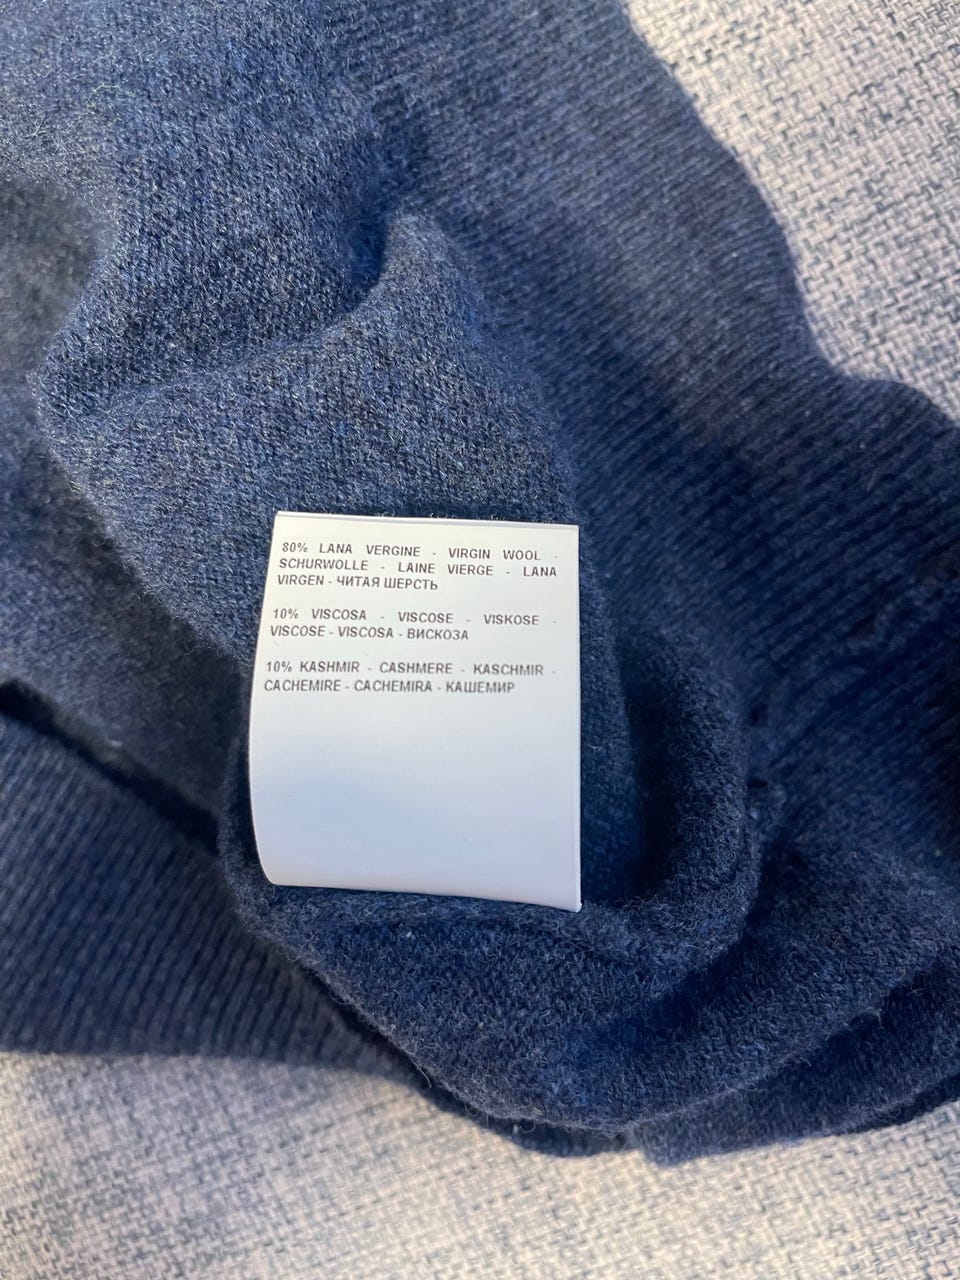 80% LANA VERGINE - VIRGIN WOOL -
SCHURWOLLE - LAINE VIERGE - LANA
VIRGEN - ЧИТАЯ ШЕРСТЬ
10% VISCOSA - VISCOSE - VISKOSE -
VISCOSE - VISCOSA - ВИСКОЗА
10% KASHMIR - CASHMERE - KASCHMIR -
CACHEMIRE - CACHEMIRA - КАШЕМИР